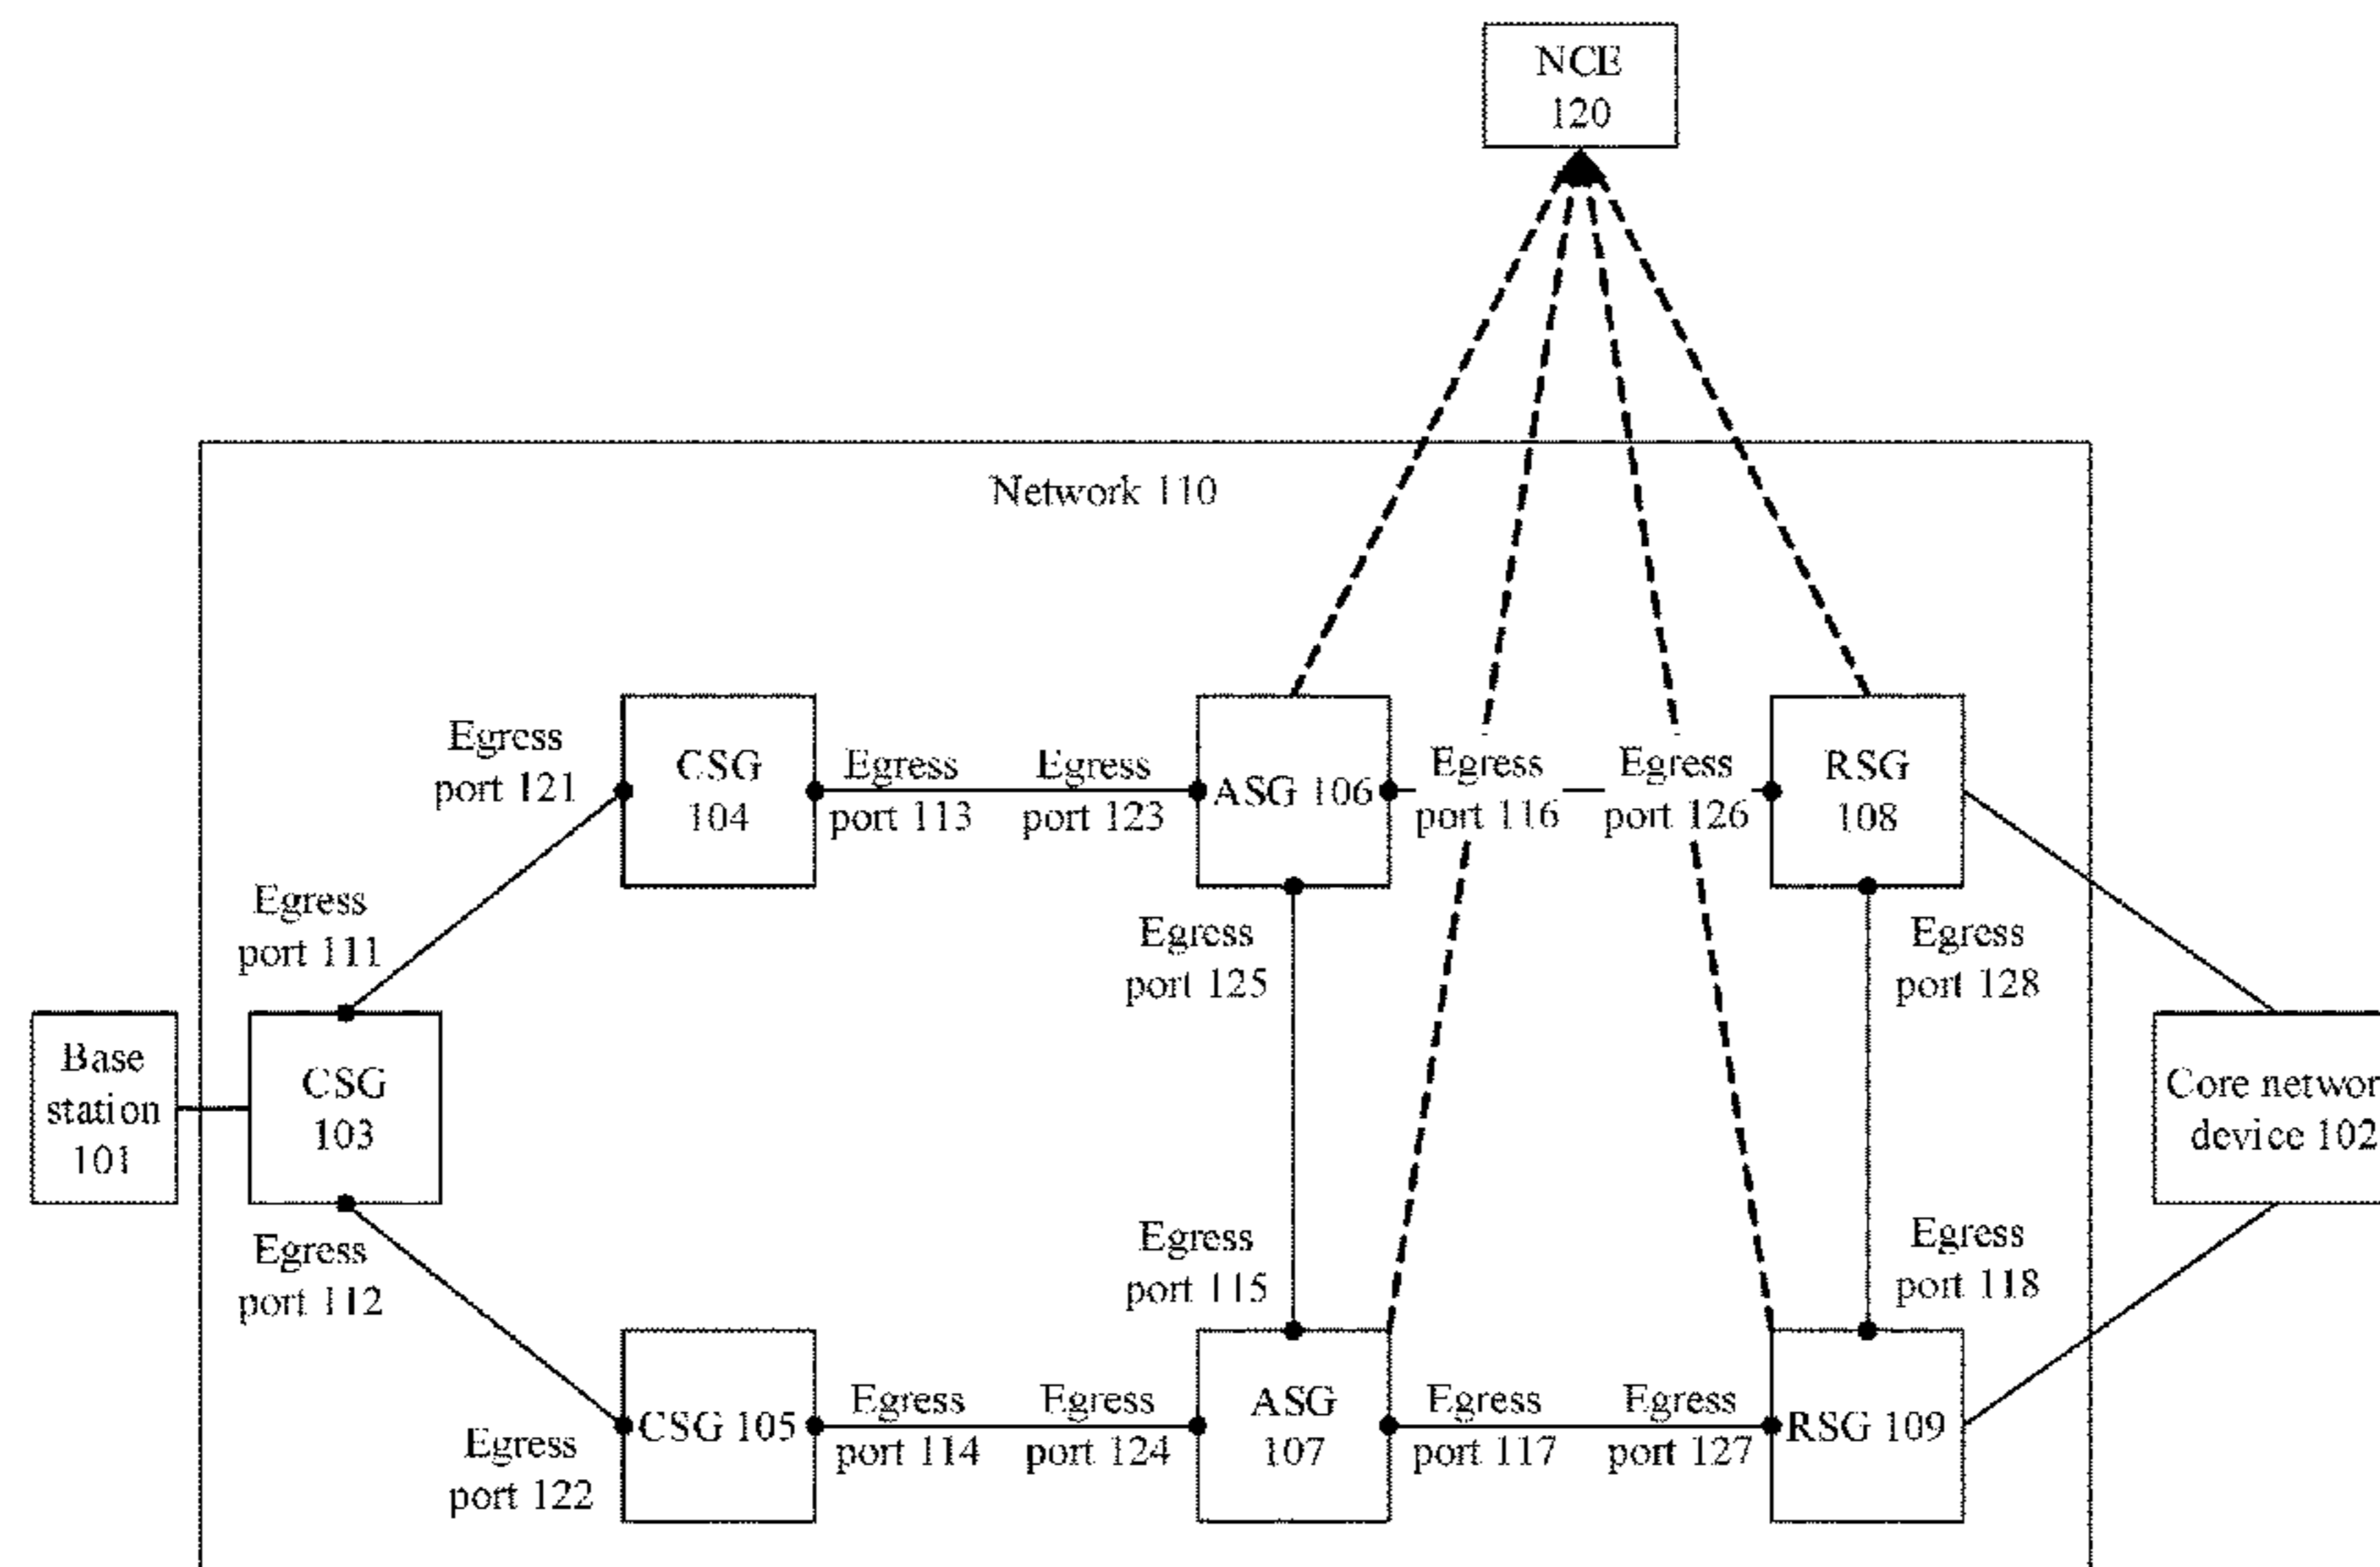 NCE
120
Network 110
Egress
port 121
CSG
104
Egress
port 113
Egress
port 123
ASG 106
Egress
port 116
Egress
port 126
RSG
108
Egress
port 111
Egress
port 125
Egress
port 128
Base
station
101
CSG
103
Core networ
device 102
Egress
port 112
Egress
port 115
Egress
port 118
Egress
port 122
CSG 105
Egress
port 114
Egress
port 124
ASG
107
Egress
port 117
Egress
port 127
RSG 109